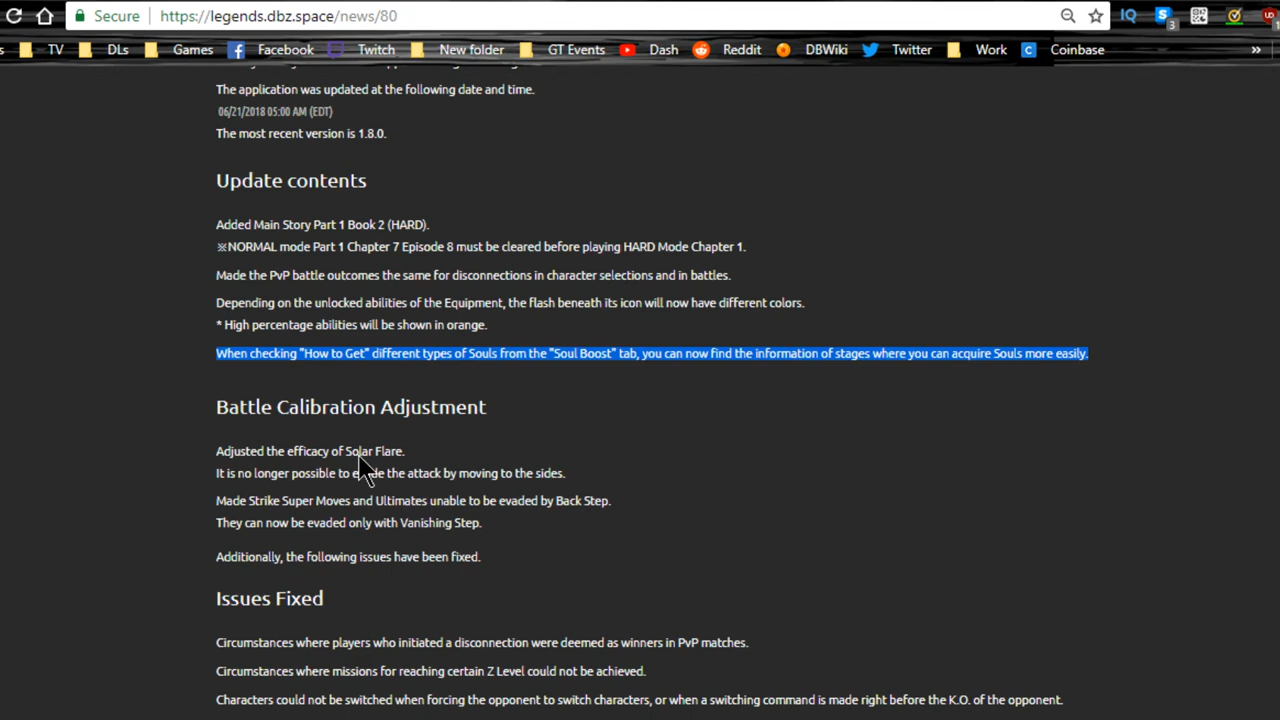 Secure https://legends.dbz.space/news/80 IQ 3
s TV DLs Games Facebook Twitch New folder GT Events Dash Reddit DBWiki Twitter Work C Coinbase »
The application was updated at the following date and time.
06/21/2018 05:00 AM (EDT)
The most recent version is 1.8.0.
Update contents
Added Main Story Part 1 Book 2 (HARD).
※NORMAL mode Part 1 Chapter 7 Episode 8 must be cleared before playing HARD Mode Chapter 1.
Made the PvP battle outcomes the same for disconnections in character selections and in battles.
Depending on the unlocked abilities of the Equipment, the flash beneath its icon will now have different colors.
* High percentage abilities will be shown in orange.
When checking "How to Get" different types of Souls from the "Soul Boost" tab, you can now find the information of stages where you can acquire Souls more easily.
Battle Calibration Adjustment
Adjusted the efficacy of Solar Flare.
It is no longer possible to evade the attack by moving to the sides.
Made Strike Super Moves and Ultimates unable to be evaded by Back Step.
They can now be evaded only with Vanishing Step.
Additionally, the following issues have been fixed.
Issues Fixed
Circumstances where players who initiated a disconnection were deemed as winners in PvP matches.
Circumstances where missions for reaching certain Z Level could not be achieved.
Characters could not be switched when forcing the opponent to switch characters, or when a switching command is made right before the K.O. of the opponent.